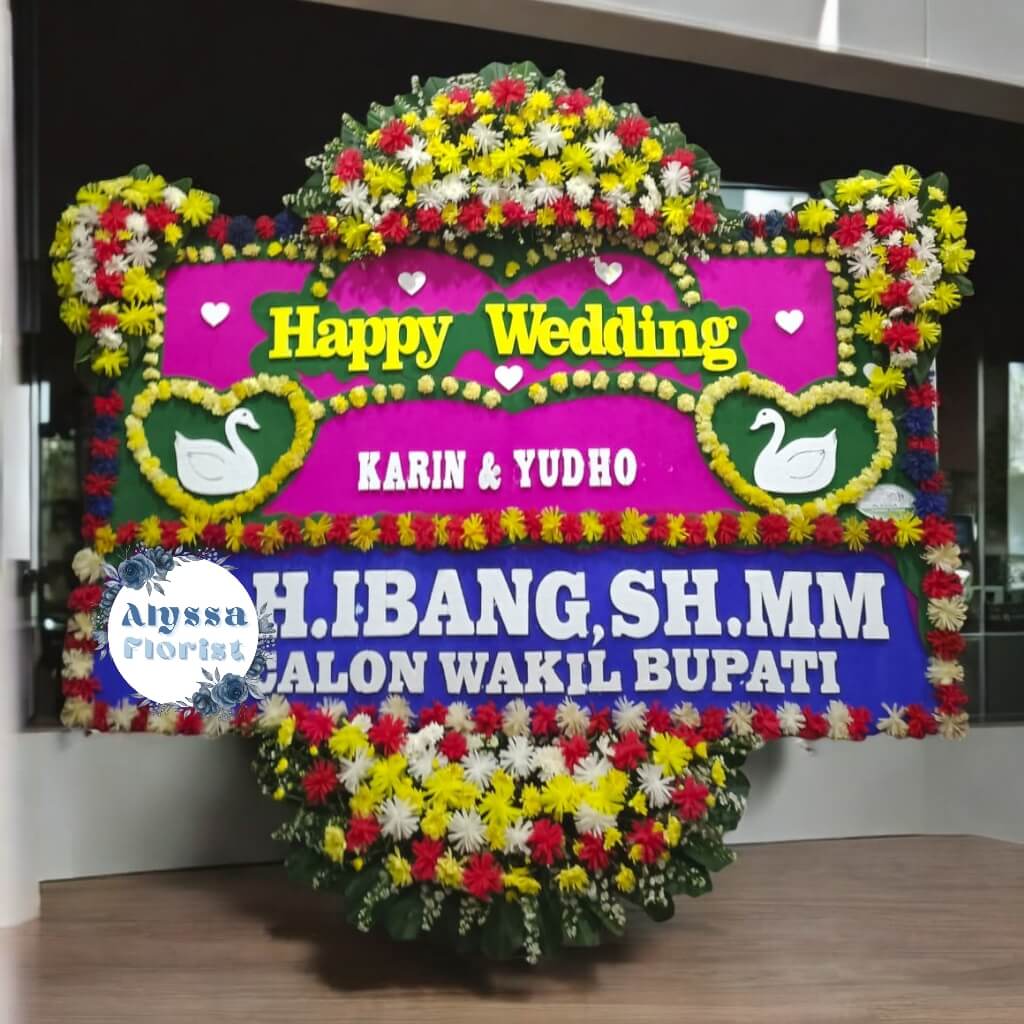 Happy Wedding
KARIN & YUDHO
H.IBANG,SH.MM
CALON WAKIL BUPATI
Alyssa
Florist